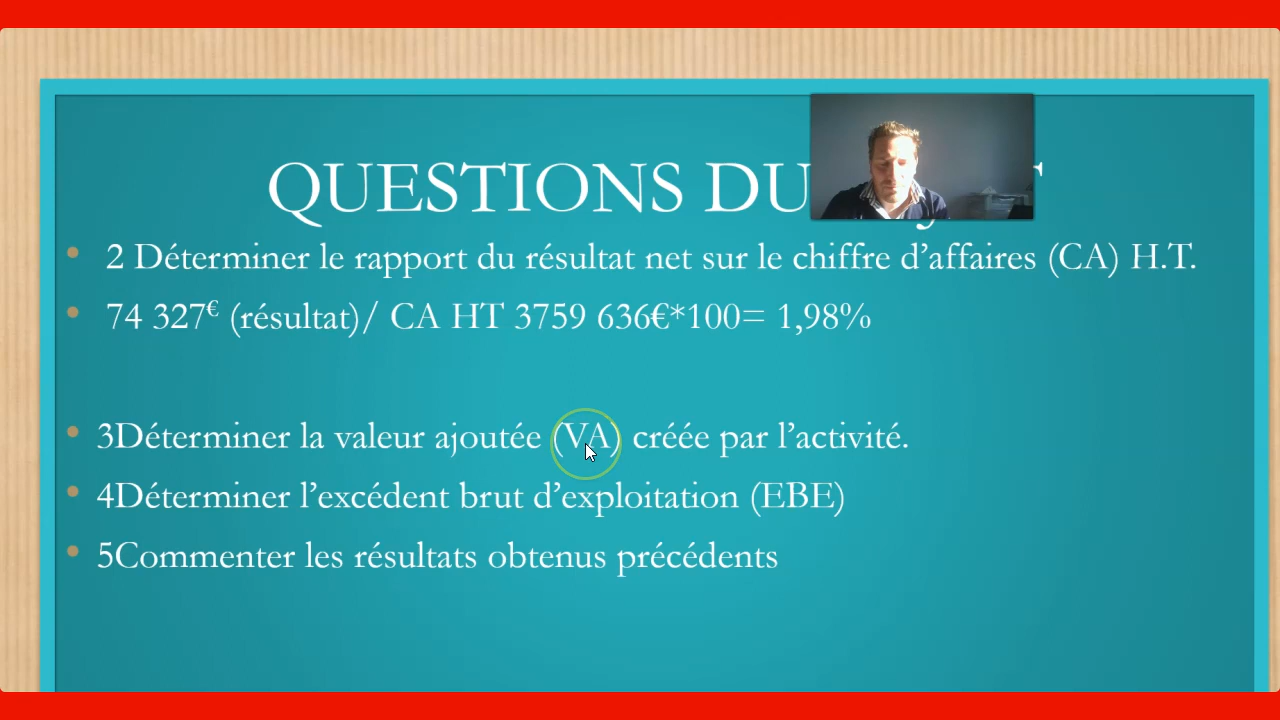 QUESTIONS DU
2 Déterminer le rapport du résultat net sur le chiffre d’affaires (CA) H.T.
74 327€ (résultat)/ CA HT 3759 636€*100= 1,98%
3Déterminer la valeur ajoutée (VA) créée par l’activité.
4Déterminer l’excédent brut d’exploitation (EBE)
5Commenter les résultats obtenus précédents